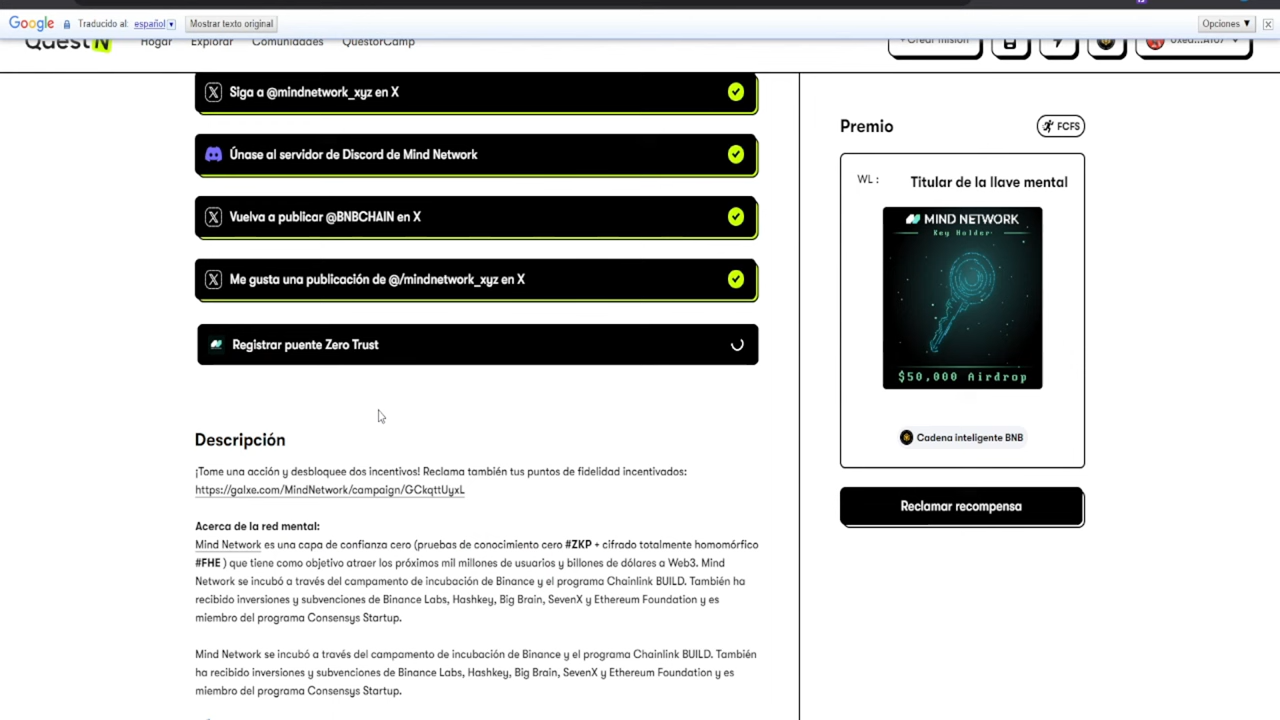 Google Traducido al: español Mostrar texto original Opciones ▼
QuestN Hogar Explorar Comunidades QuestorCamp + Crear misión
Siga a @mindnetwork_xyz en X
Únase al servidor de Discord de Mind Network
Vuelva a publicar @BNBCHAIN en X
Me gusta una publicación de @/mindnetwork_xyz en X
Registrar puente Zero Trust
Descripción
¡Tome una acción y desbloquee dos incentivos! Reclama también tus puntos de fidelidad incentivados:
https://galxe.com/MindNetwork/campaign/GCkqttUyxL
Acerca de la red mental:
Mind Network es una capa de confianza cero (pruebas de conocimiento cero #ZKP + cifrado totalmente homomórfico
#FHE ) que tiene como objetivo atraer los próximos mil millones de usuarios y billones de dólares a Web3. Mind
Network se incubó a través del campamento de incubación de Binance y el programa Chainlink BUILD. También ha
recibido inversiones y subvenciones de Binance Labs, Hashkey, Big Brain, SevenX y Ethereum Foundation y es
miembro del programa Consensys Startup.
Mind Network se incubó a través del campamento de incubación de Binance y el programa Chainlink BUILD. También
ha recibido inversiones y subvenciones de Binance Labs, Hashkey, Big Brain, SevenX y Ethereum Foundation y es
miembro del programa Consensys Startup.
Premio FCFS
WL : Titular de la llave mental
MIND NETWORK
Key Holder
$50,000 Airdrop
Cadena inteligente BNB
Reclamar recompensa